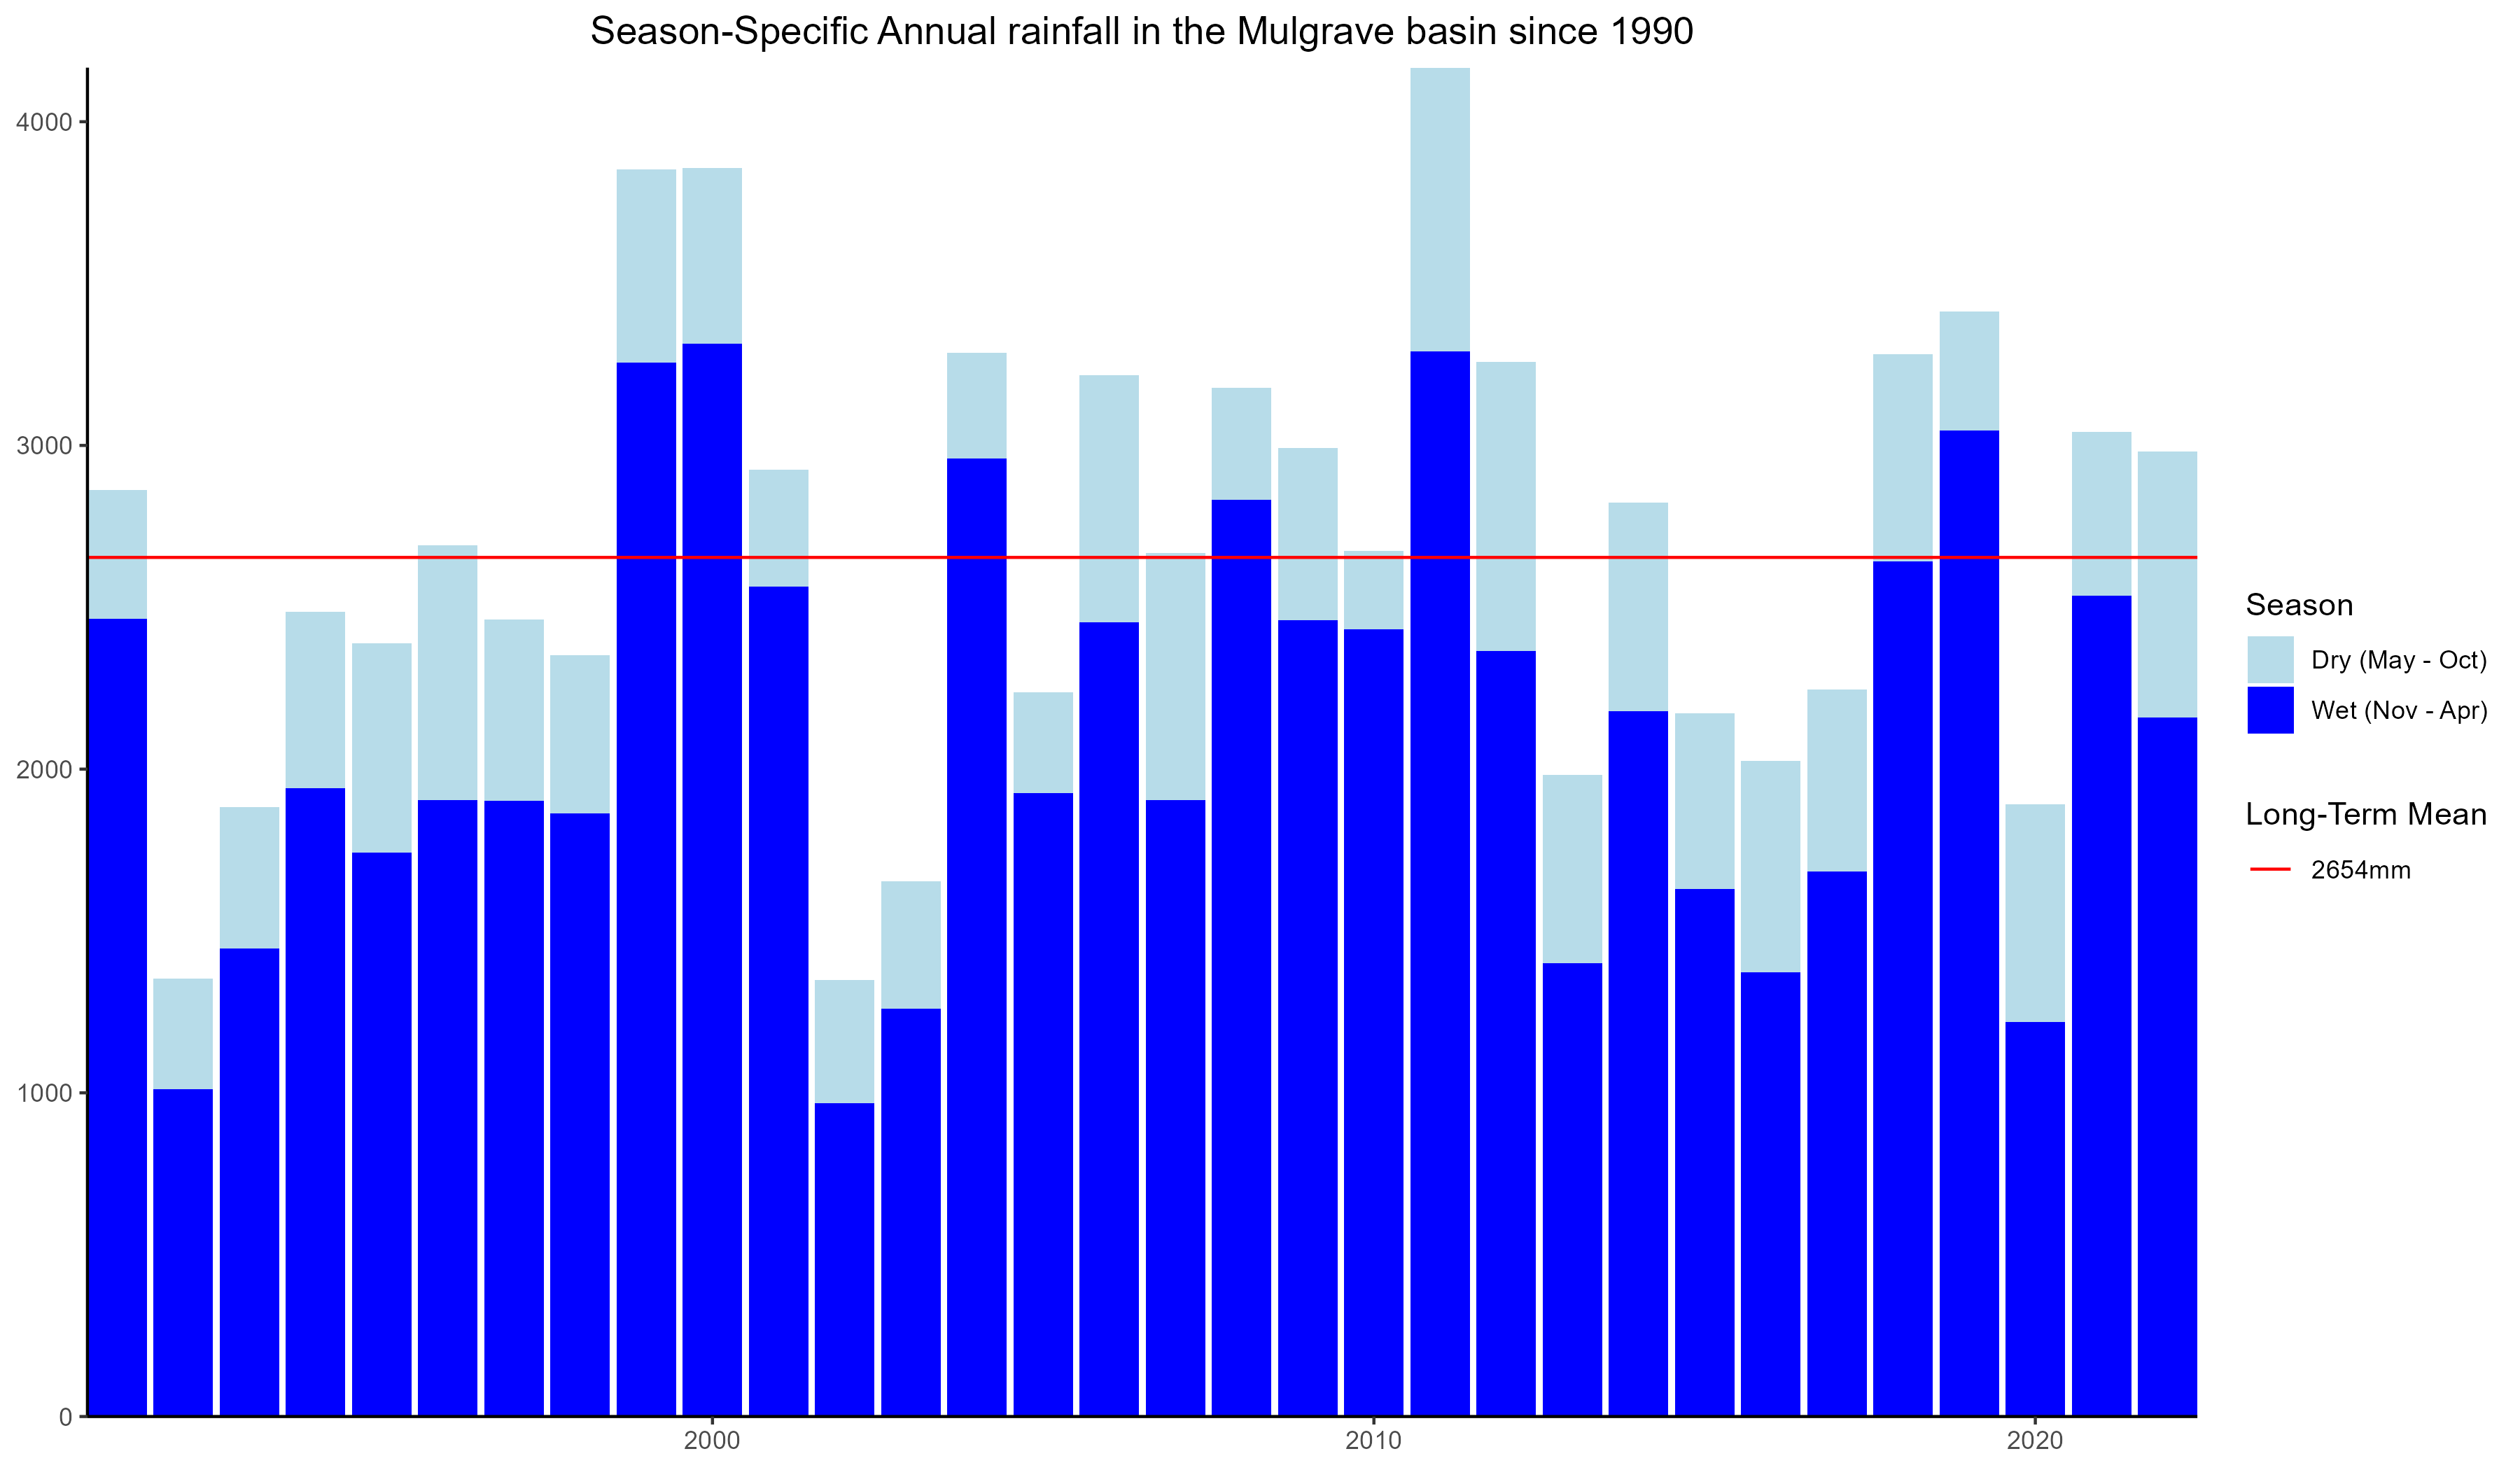 Season-Specific Annual rainfall in the Mulgrave basin since 1990
4000
3000
2000
1000
0
2000
2010
2020
Season
Dry (May - Oct)
Wet (Nov - Apr)
Long-Term Mean
2654mm